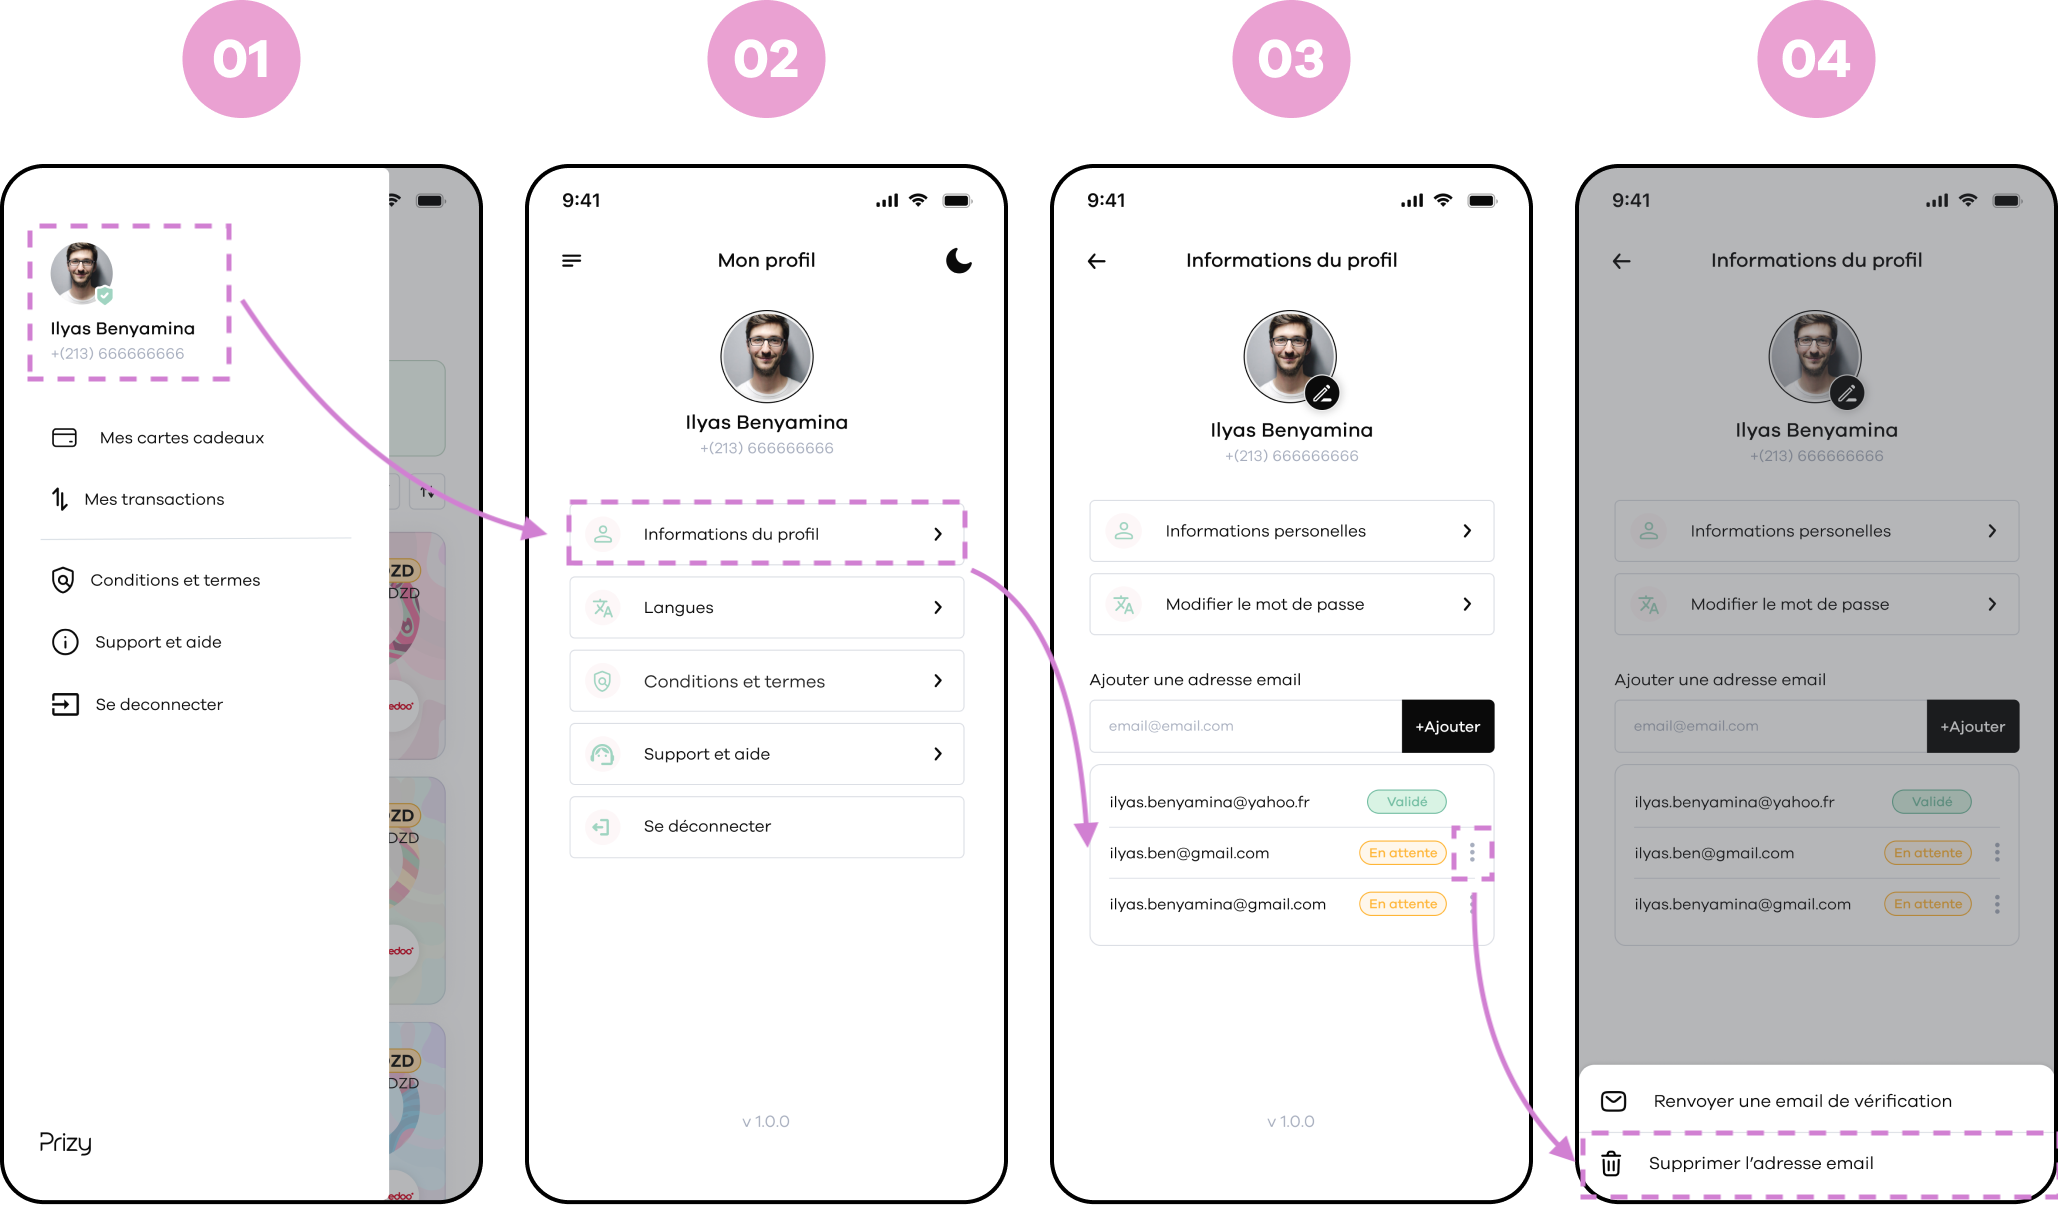 01
02
03
04
Ilyas Benyamina
+(213) 666666666
Mes cartes cadeaux
Mes transactions
Conditions et termes
Support et aide
Se deconnecter
Prizy
ZD
DZD
edoo
ZD
DZD
edoo
ZD
DZD
edoo
9:41
Mon profil
Ilyas Benyamina
+(213) 666666666
Informations du profil
Langues
Conditions et termes
Support et aide
Se déconnecter
v 1.0.0
9:41
Informations du profil
Ilyas Benyamina
+(213) 666666666
Informations personelles
Modifier le mot de passe
Ajouter une adresse email
email@email.com +Ajouter
ilyas.benyamina@yahoo.fr Validé
ilyas.ben@gmail.com En attente
ilyas.benyamina@gmail.com En attente
v 1.0.0
9:41
Informations du profil
Ilyas Benyamina
+(213) 666666666
Informations personelles
Modifier le mot de passe
Ajouter une adresse email
email@email.com +Ajouter
ilyas.benyamina@yahoo.fr Validé
ilyas.ben@gmail.com En attente
ilyas.benyamina@gmail.com En attente
Renvoyer une email de vérification
Supprimer l'adresse email